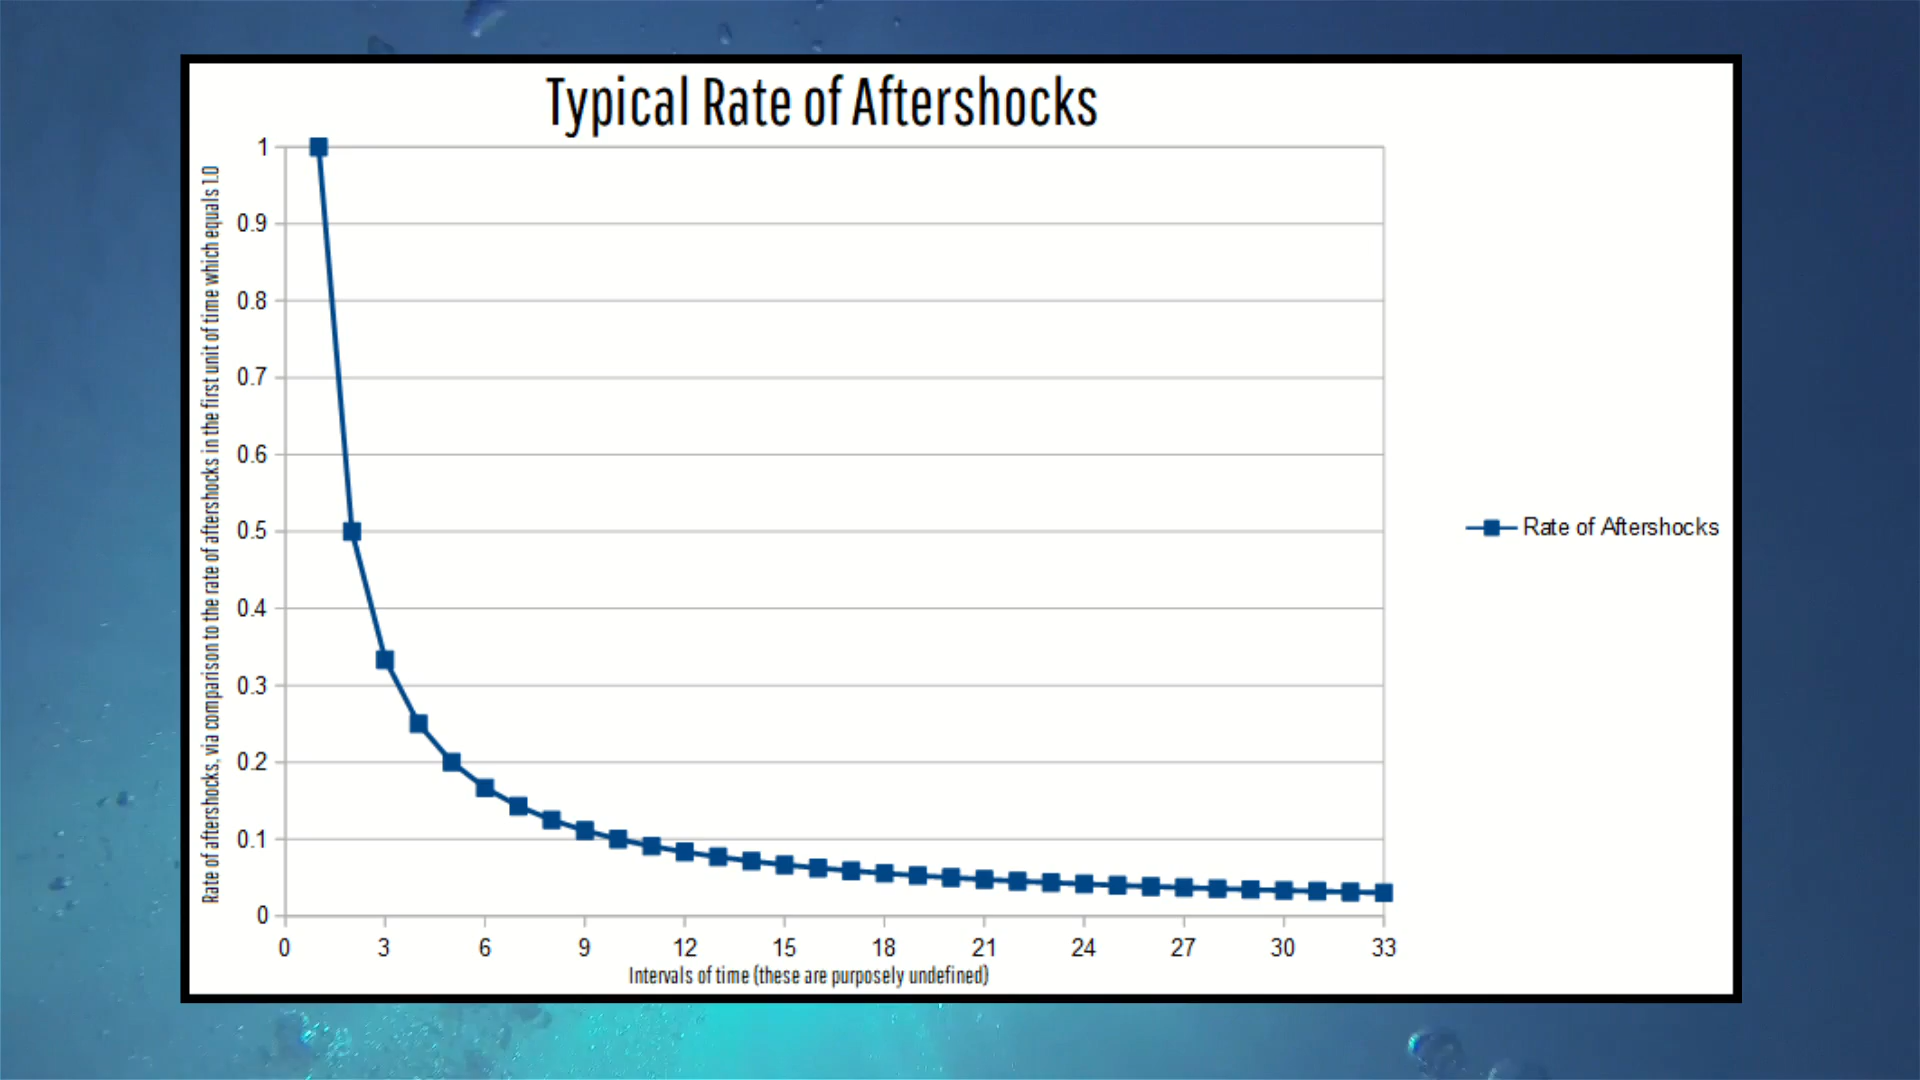 Typical Rate of Aftershocks
Rate of aftershocks, via comparison to the rate of aftershocks in the first unit of time which equals 1.0
1
0.9
0.8
0.7
0.6
0.5
0.4
0.3
0.2
0.1
0
0 3 6 9 12 15 18 21 24 27 30 33
Intervals of time (these are purposely undefined)
Rate of Aftershocks